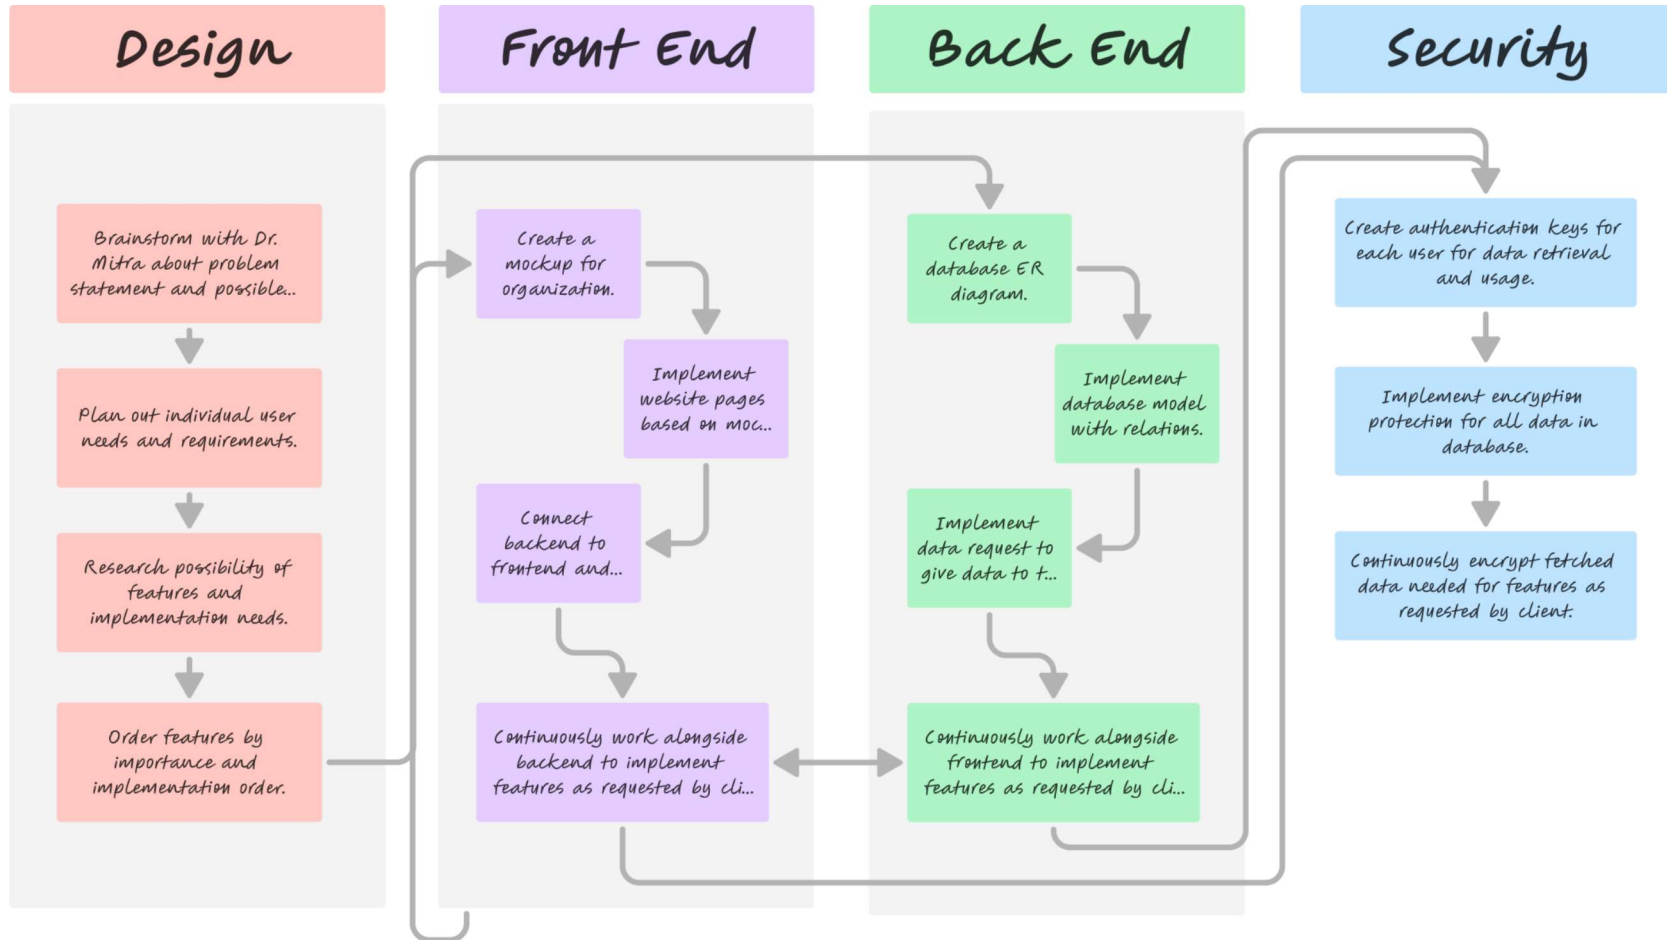 Design
Front End
Back End
Security
Brainstorm with Dr.
Mitra about problem
statement and possible...
Plan out individual user
needs and requirements.
Research possibility of
features and
implementation needs.
Order features by
importance and
implementation order.
Create a
mockup for
organization.
Implement
website pages
based on moc...
Connect
backend to
frontend and...
Continuously work alongside
backend to implement
features as requested by cli...
Create a
database ER
diagram.
Implement
database model
with relations.
Implement
data request to
give data to t...
Continuously work alongside
frontend to implement
features as requested by cli...
Create authentication keys for
each user for data retrieval
and usage.
Implement encryption
protection for all data in
database.
Continuously encrypt fetched
data needed for features as
requested by client.